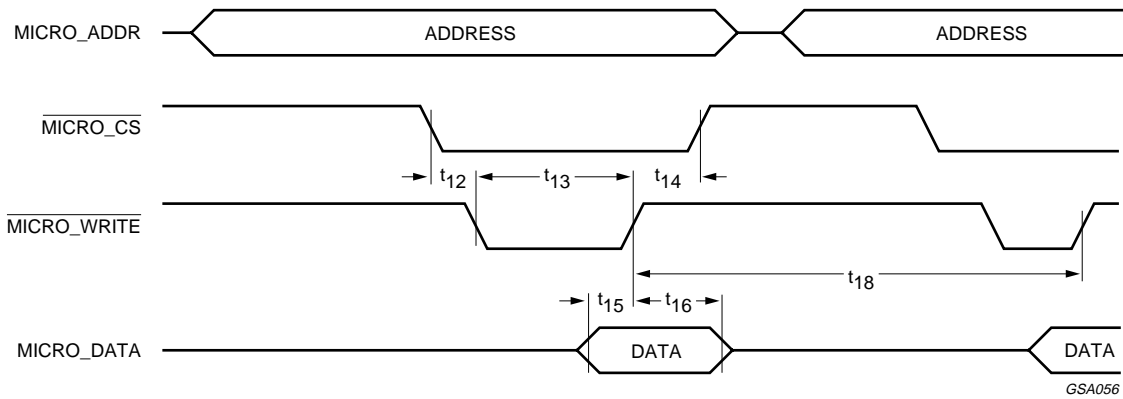 MICRO_ADDR ADDRESS ADDRESS
MICRO_CS
t12 t13 t14
MICRO_WRITE
t18
t15 t16
MICRO_DATA DATA DATA
GSA056